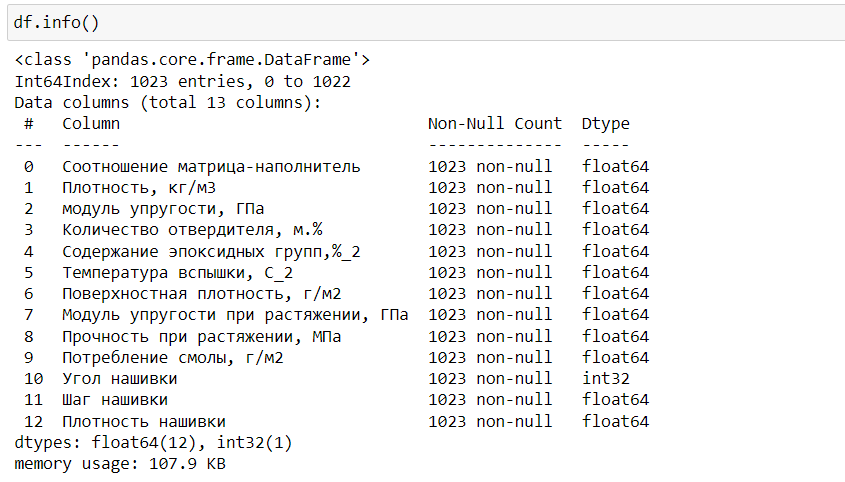 df.info()
<class 'pandas.core.frame.DataFrame'>
Int64Index: 1023 entries, 0 to 1022
Data columns (total 13 columns):
 #   Column                                Non-Null Count  Dtype
---  ------                                --------------  -----
 0   Соотношение матрица-наполнитель       1023 non-null   float64
 1   Плотность, кг/м3                      1023 non-null   float64
 2   модуль упругости, ГПа                 1023 non-null   float64
 3   Количество отвердителя, м.%           1023 non-null   float64
 4   Содержание эпоксидных групп,%_2       1023 non-null   float64
 5   Температура вспышки, С_2              1023 non-null   float64
 6   Поверхностная плотность, г/м2         1023 non-null   float64
 7   Модуль упругости при растяжении, ГПа  1023 non-null   float64
 8   Прочность при растяжении, МПа         1023 non-null   float64
 9   Потребление смолы, г/м2               1023 non-null   float64
 10  Угол нашивки                          1023 non-null   int32
 11  Шаг нашивки                           1023 non-null   float64
 12  Плотность нашивки                     1023 non-null   float64
dtypes: float64(12), int32(1)
memory usage: 107.9 KB